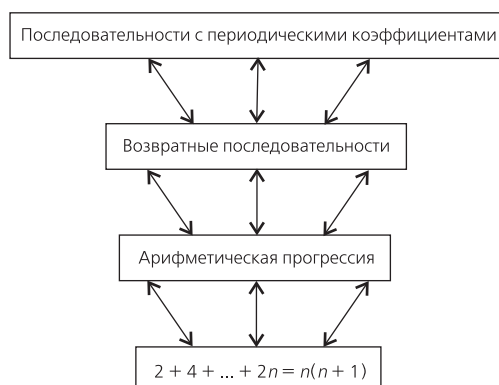 Последовательности с периодическими коэффициентами
Возвратные последовательности
Арифметическая прогрессия
2 + 4 + ... + 2n = n(n + 1)